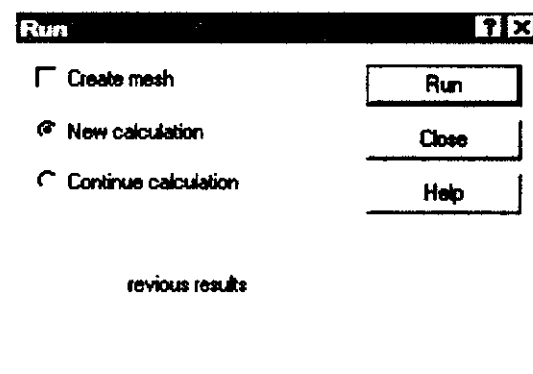 Run
Create mesh
Run
New calculation
Close
Continue calculation
Help
revious results